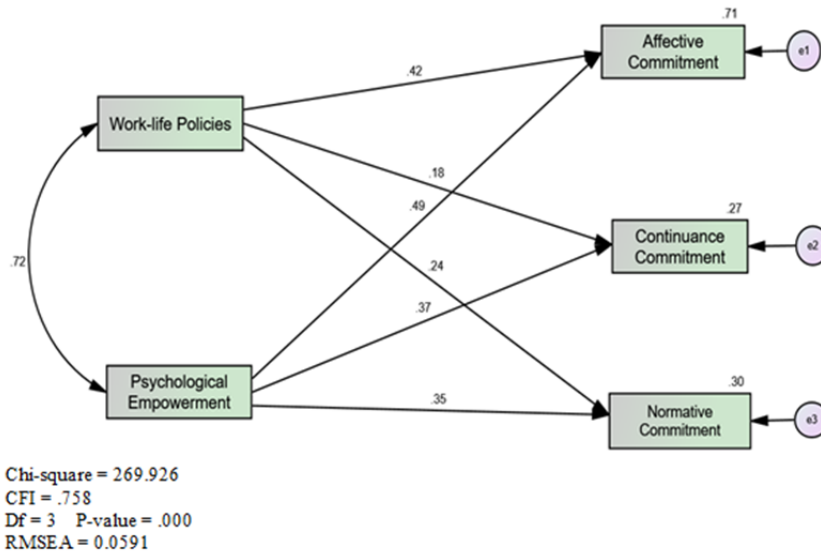 .71
Affective
Commitment
e1
.42
Work-life Policies
.18
.49
.27
Continuance
Commitment
e2
.72
.24
.37
Psychological
Empowerment
.35
.30
Normative
Commitment
e3
Chi-square = 269.926
CFI = .758
Df = 3 P-value = .000
RMSEA = 0.0591